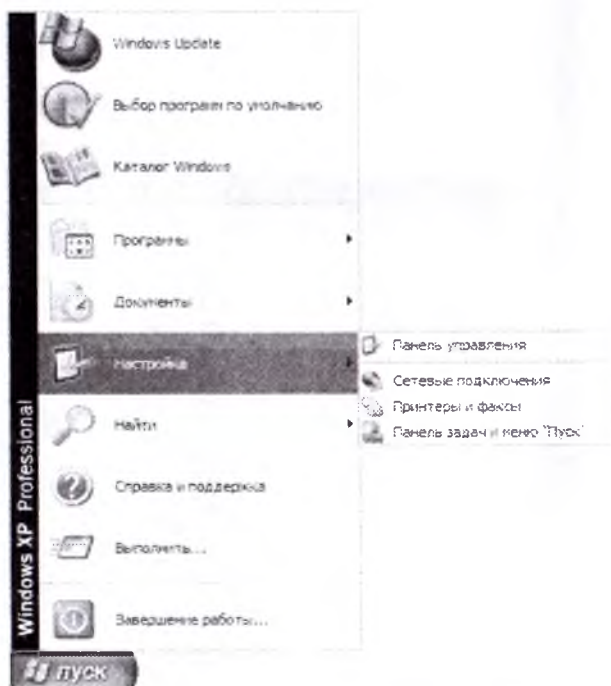 Windows Update
Выбор программ по умолчанию
Каталог Windows
Программы
Документы
Настройка
Панель управления
Сетевые подключения
Принтеры и факсы
Панель задач и меню "Пуск"
Найти
Справка и поддержка
Выполнить...
Завершение работы...
Windows XP Professional
пуск